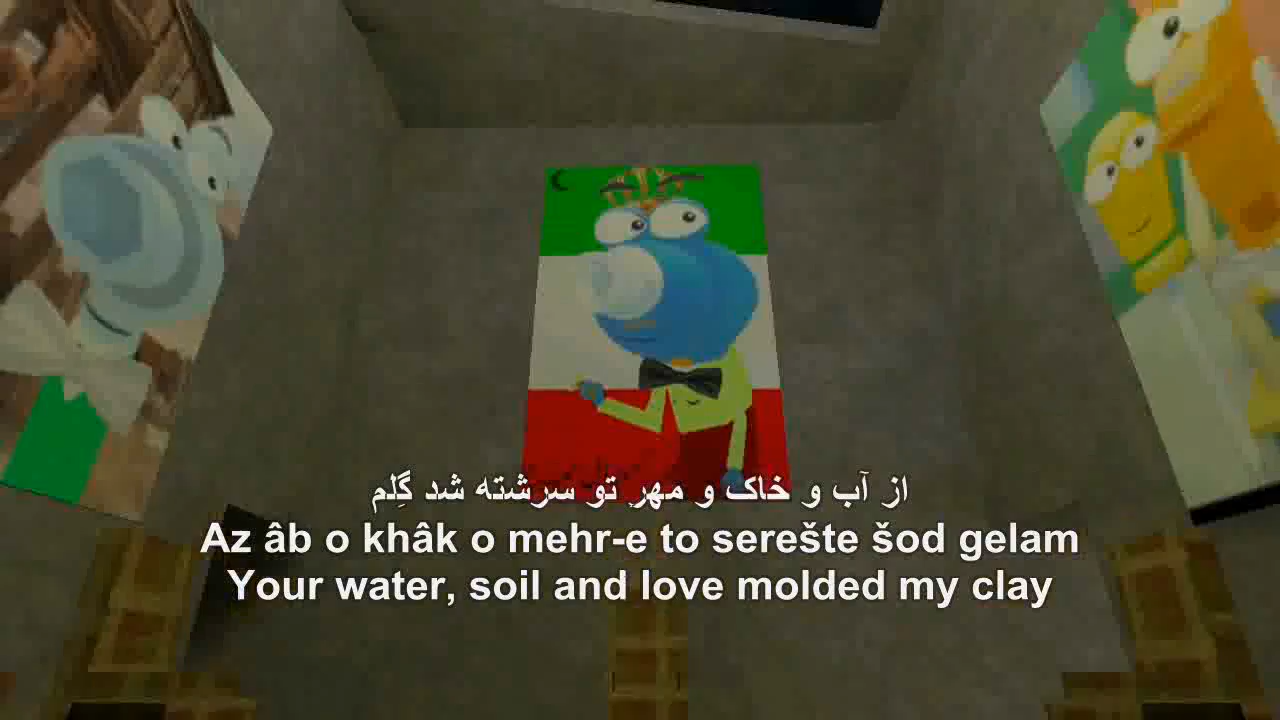 از آب و خاک و مهرِ تو سرشته شد گِلم
Az âb o khâk o mehr-e to serešte šod gelam
Your water, soil and love molded my clay